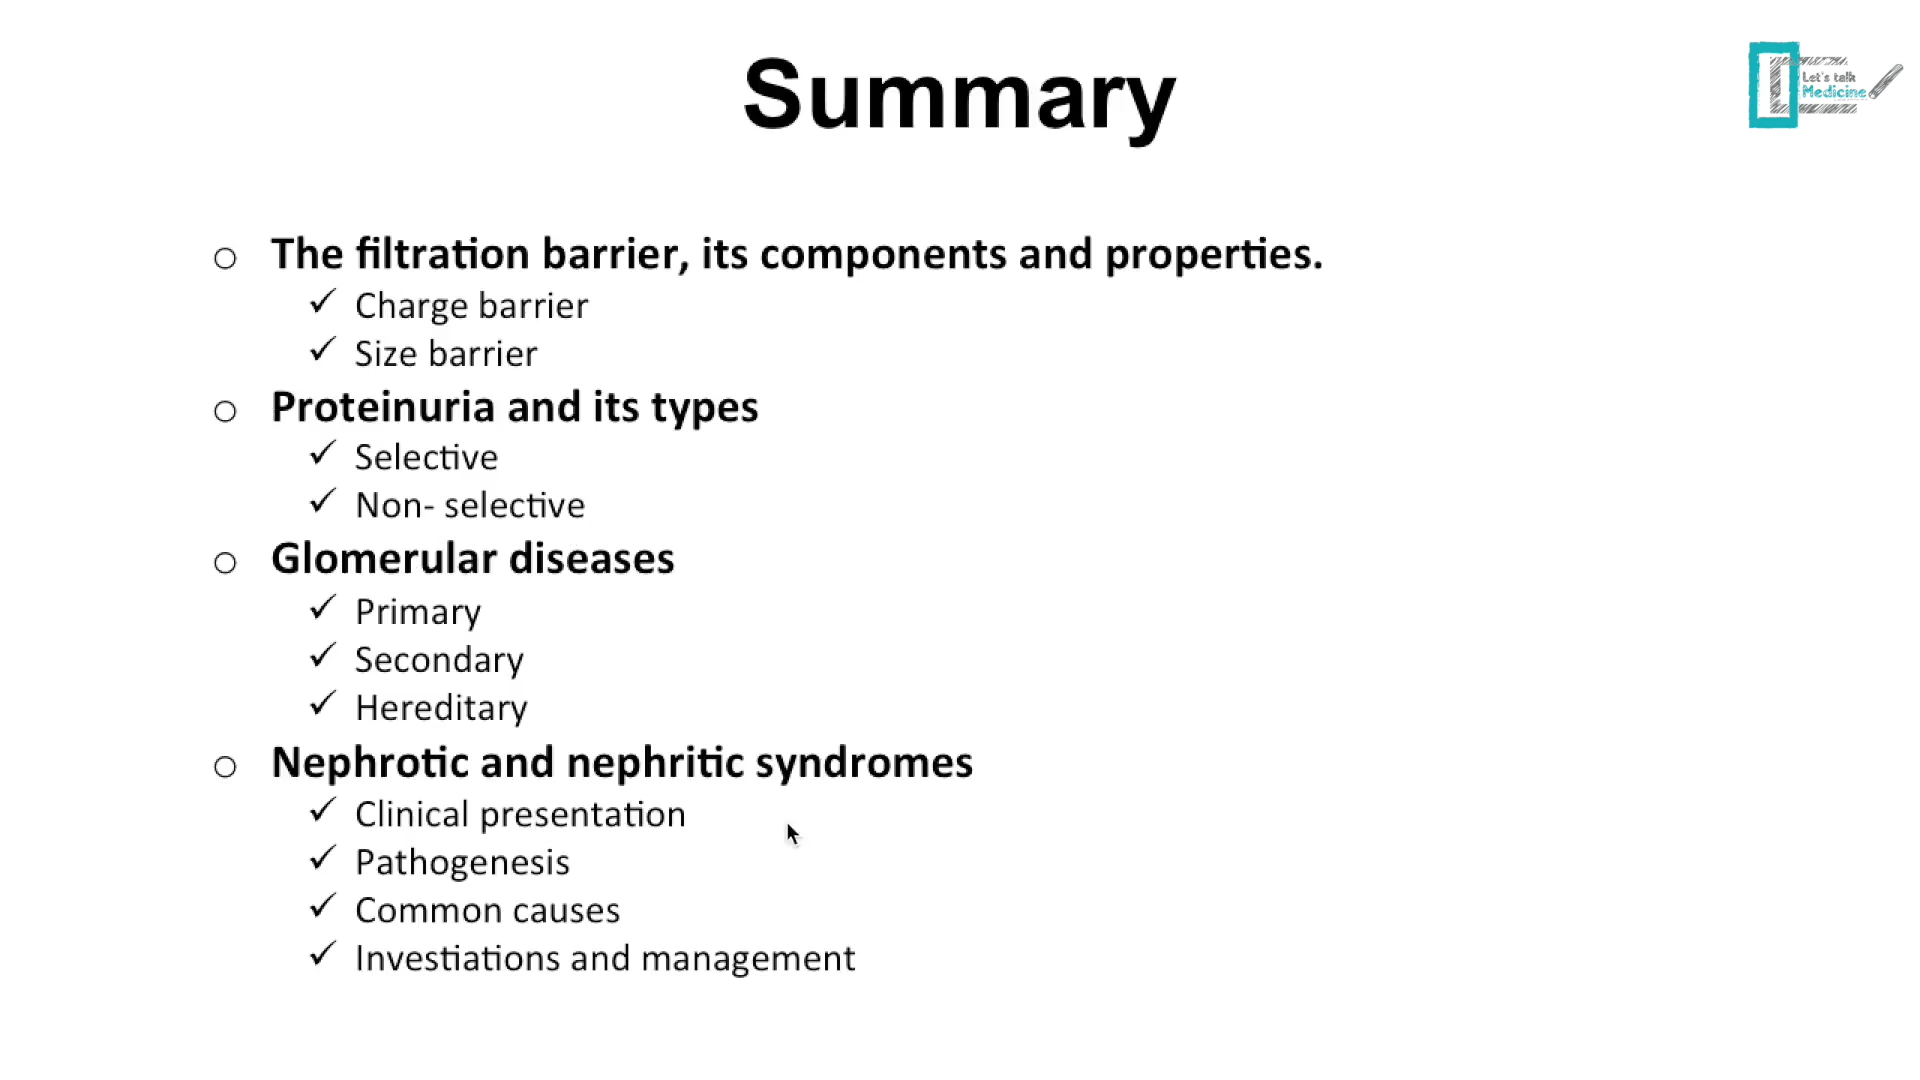 Summary
Let's talk
Medicine
The filtration barrier, its components and properties.
Charge barrier
Size barrier
Proteinuria and its types
Selective
Non- selective
Glomerular diseases
Primary
Secondary
Hereditary
Nephrotic and nephritic syndromes
Clinical presentation
Pathogenesis
Common causes
Investiations and management